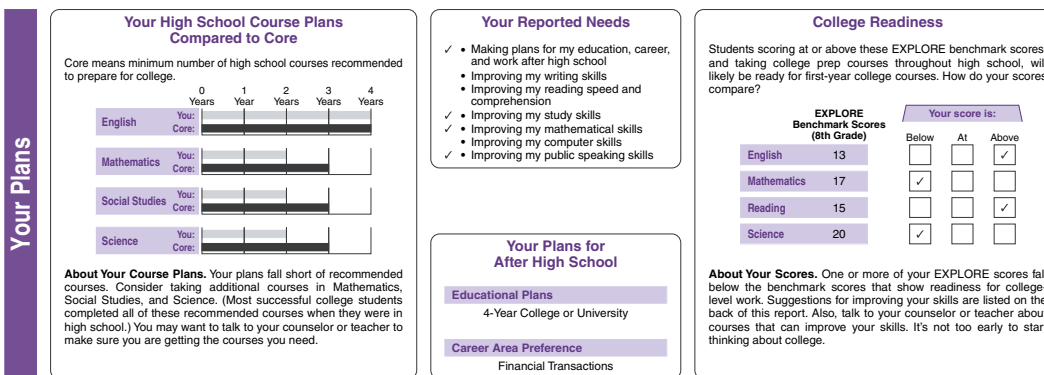 Your Plans
Your High School Course Plans
Compared to Core
Core means minimum number of high school courses recommended
to prepare for college.
0 1 2 3 4
Years Year Years Years Years
English You:
Core:
Mathematics You:
Core:
Social Studies You:
Core:
Science You:
Core:
About Your Course Plans. Your plans fall short of recommended
courses. Consider taking additional courses in Mathematics,
Social Studies, and Science. (Most successful college students
completed all of these recommended courses when they were in
high school.) You may want to talk to your counselor or teacher to
make sure you are getting the courses you need.
Your Reported Needs
✓ • Making plans for my education, career,
and work after high school
• Improving my writing skills
• Improving my reading speed and
comprehension
✓ • Improving my study skills
✓ • Improving my mathematical skills
• Improving my computer skills
✓ • Improving my public speaking skills
Your Plans for
After High School
Educational Plans
4-Year College or University
Career Area Preference
Financial Transactions
College Readiness
Students scoring at or above these EXPLORE benchmark scores
and taking college prep courses throughout high school, wil
likely be ready for first-year college courses. How do your scores
compare?
EXPLORE
Benchmark Scores
(8th Grade)
Your score is:
Below At Above
English 13 ✓
Mathematics 17 ✓
Reading 15 ✓
Science 20 ✓
About Your Scores. One or more of your EXPLORE scores fal
below the benchmark scores that show readiness for college-
level work. Suggestions for improving your skills are listed on the
back of this report. Also, talk to your counselor or teacher about
courses that can improve your skills. It's not too early to star
thinking about college.